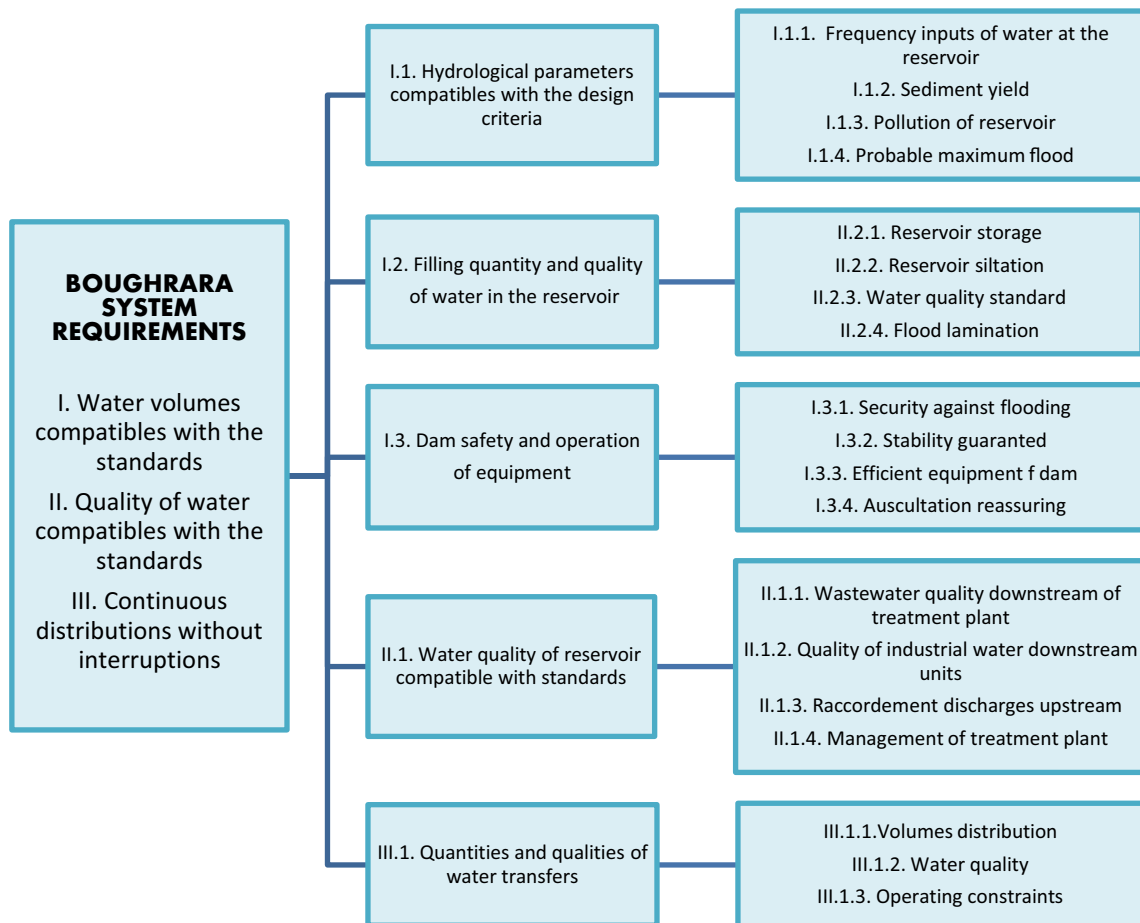 BOUGHRARA
SYSTEM
REQUIREMENTS
I. Water volumes
compatibles with the
standards
II. Quality of water
compatibles with the
standards
III. Continuous
distributions without
interruptions
I.1. Hydrological parameters
compatibles with the design
criteria
I.1.1. Frequency inputs of water at the
reservoir
I.1.2. Sediment yield
I.1.3. Pollution of reservoir
I.1.4. Probable maximum flood
I.2. Filling quantity and quality
of water in the reservoir
II.2.1. Reservoir storage
II.2.2. Reservoir siltation
II.2.3. Water quality standard
II.2.4. Flood lamination
I.3. Dam safety and operation
of equipment
I.3.1. Security against flooding
I.3.2. Stability guaranted
I.3.3. Efficient equipment f dam
I.3.4. Auscultation reassuring
II.1. Water quality of reservoir
compatible with standards
II.1.1. Wastewater quality downstream of
treatment plant
II.1.2. Quality of industrial water downstream
units
II.1.3. Raccordement discharges upstream
II.1.4. Management of treatment plant
III.1. Quantities and qualities of
water transfers
III.1.1.Volumes distribution
III.1.2. Water quality
III.1.3. Operating constraints